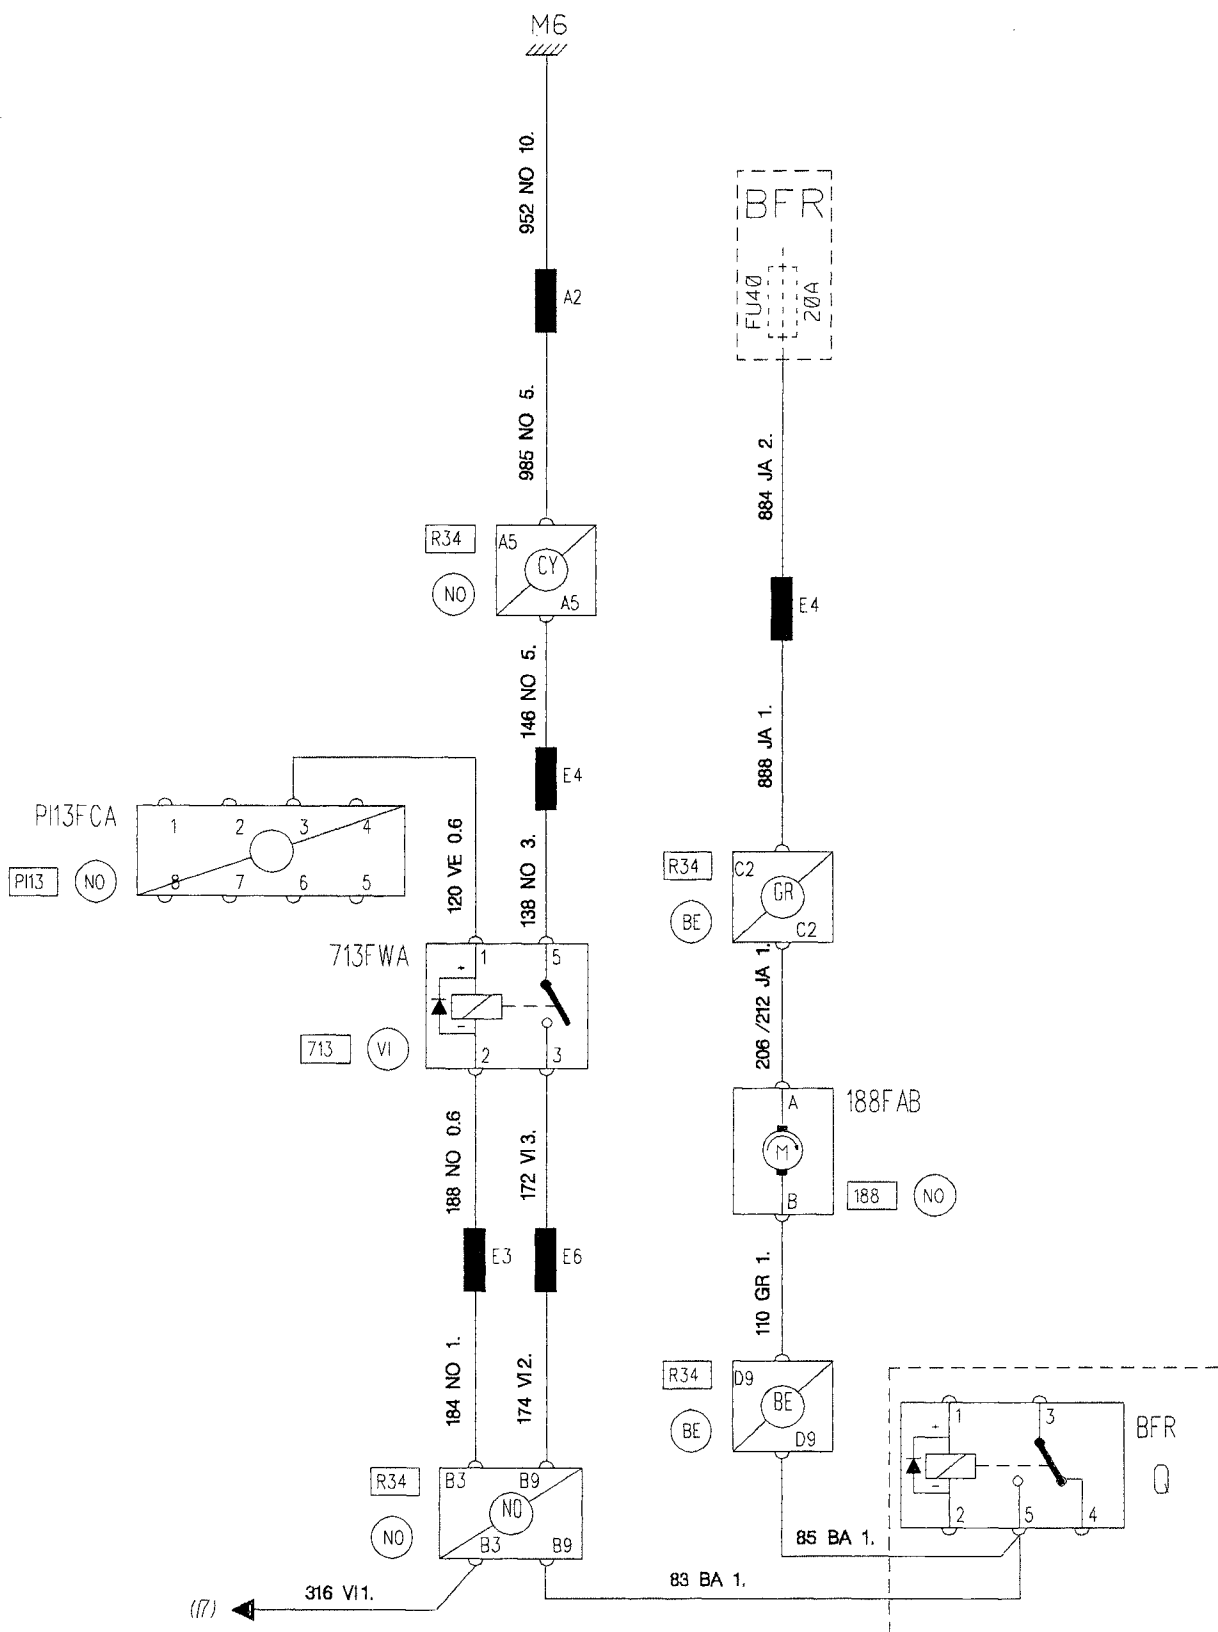 M6
952 NO 10.
A2
985 NO 5.
R34
NO
A5
CY
A5
146 NO 5.
E4
138 NO 3.
PI13FCA
PI13
NO
1 2 3 4
8 7 6 5
120 VE 0.6
713FWA
713
VI
1 5
+
-
2 3
188 NO 0.6
172 VI 3.
E3
E6
184 NO 1.
174 VI 2.
R34
NO
B3 B9
NO
B3 B9
316 VI 1.
(17)
83 BA 1.
BFR
FU40
20A
884 JA 2.
E4
888 JA 1.
R34
BE
C2
GR
C2
206 /212 JA 1.
188FAB
A
M
B
188
NO
110 GR 1.
R34
BE
D9
BE
D9
85 BA 1.
BFR
Q
1 3
+
-
2 5 4